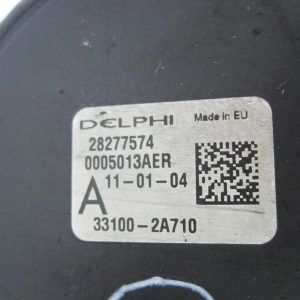 DELPHI Made in EU
28277574
0005013AER
A 11-01-04
33100-2A710